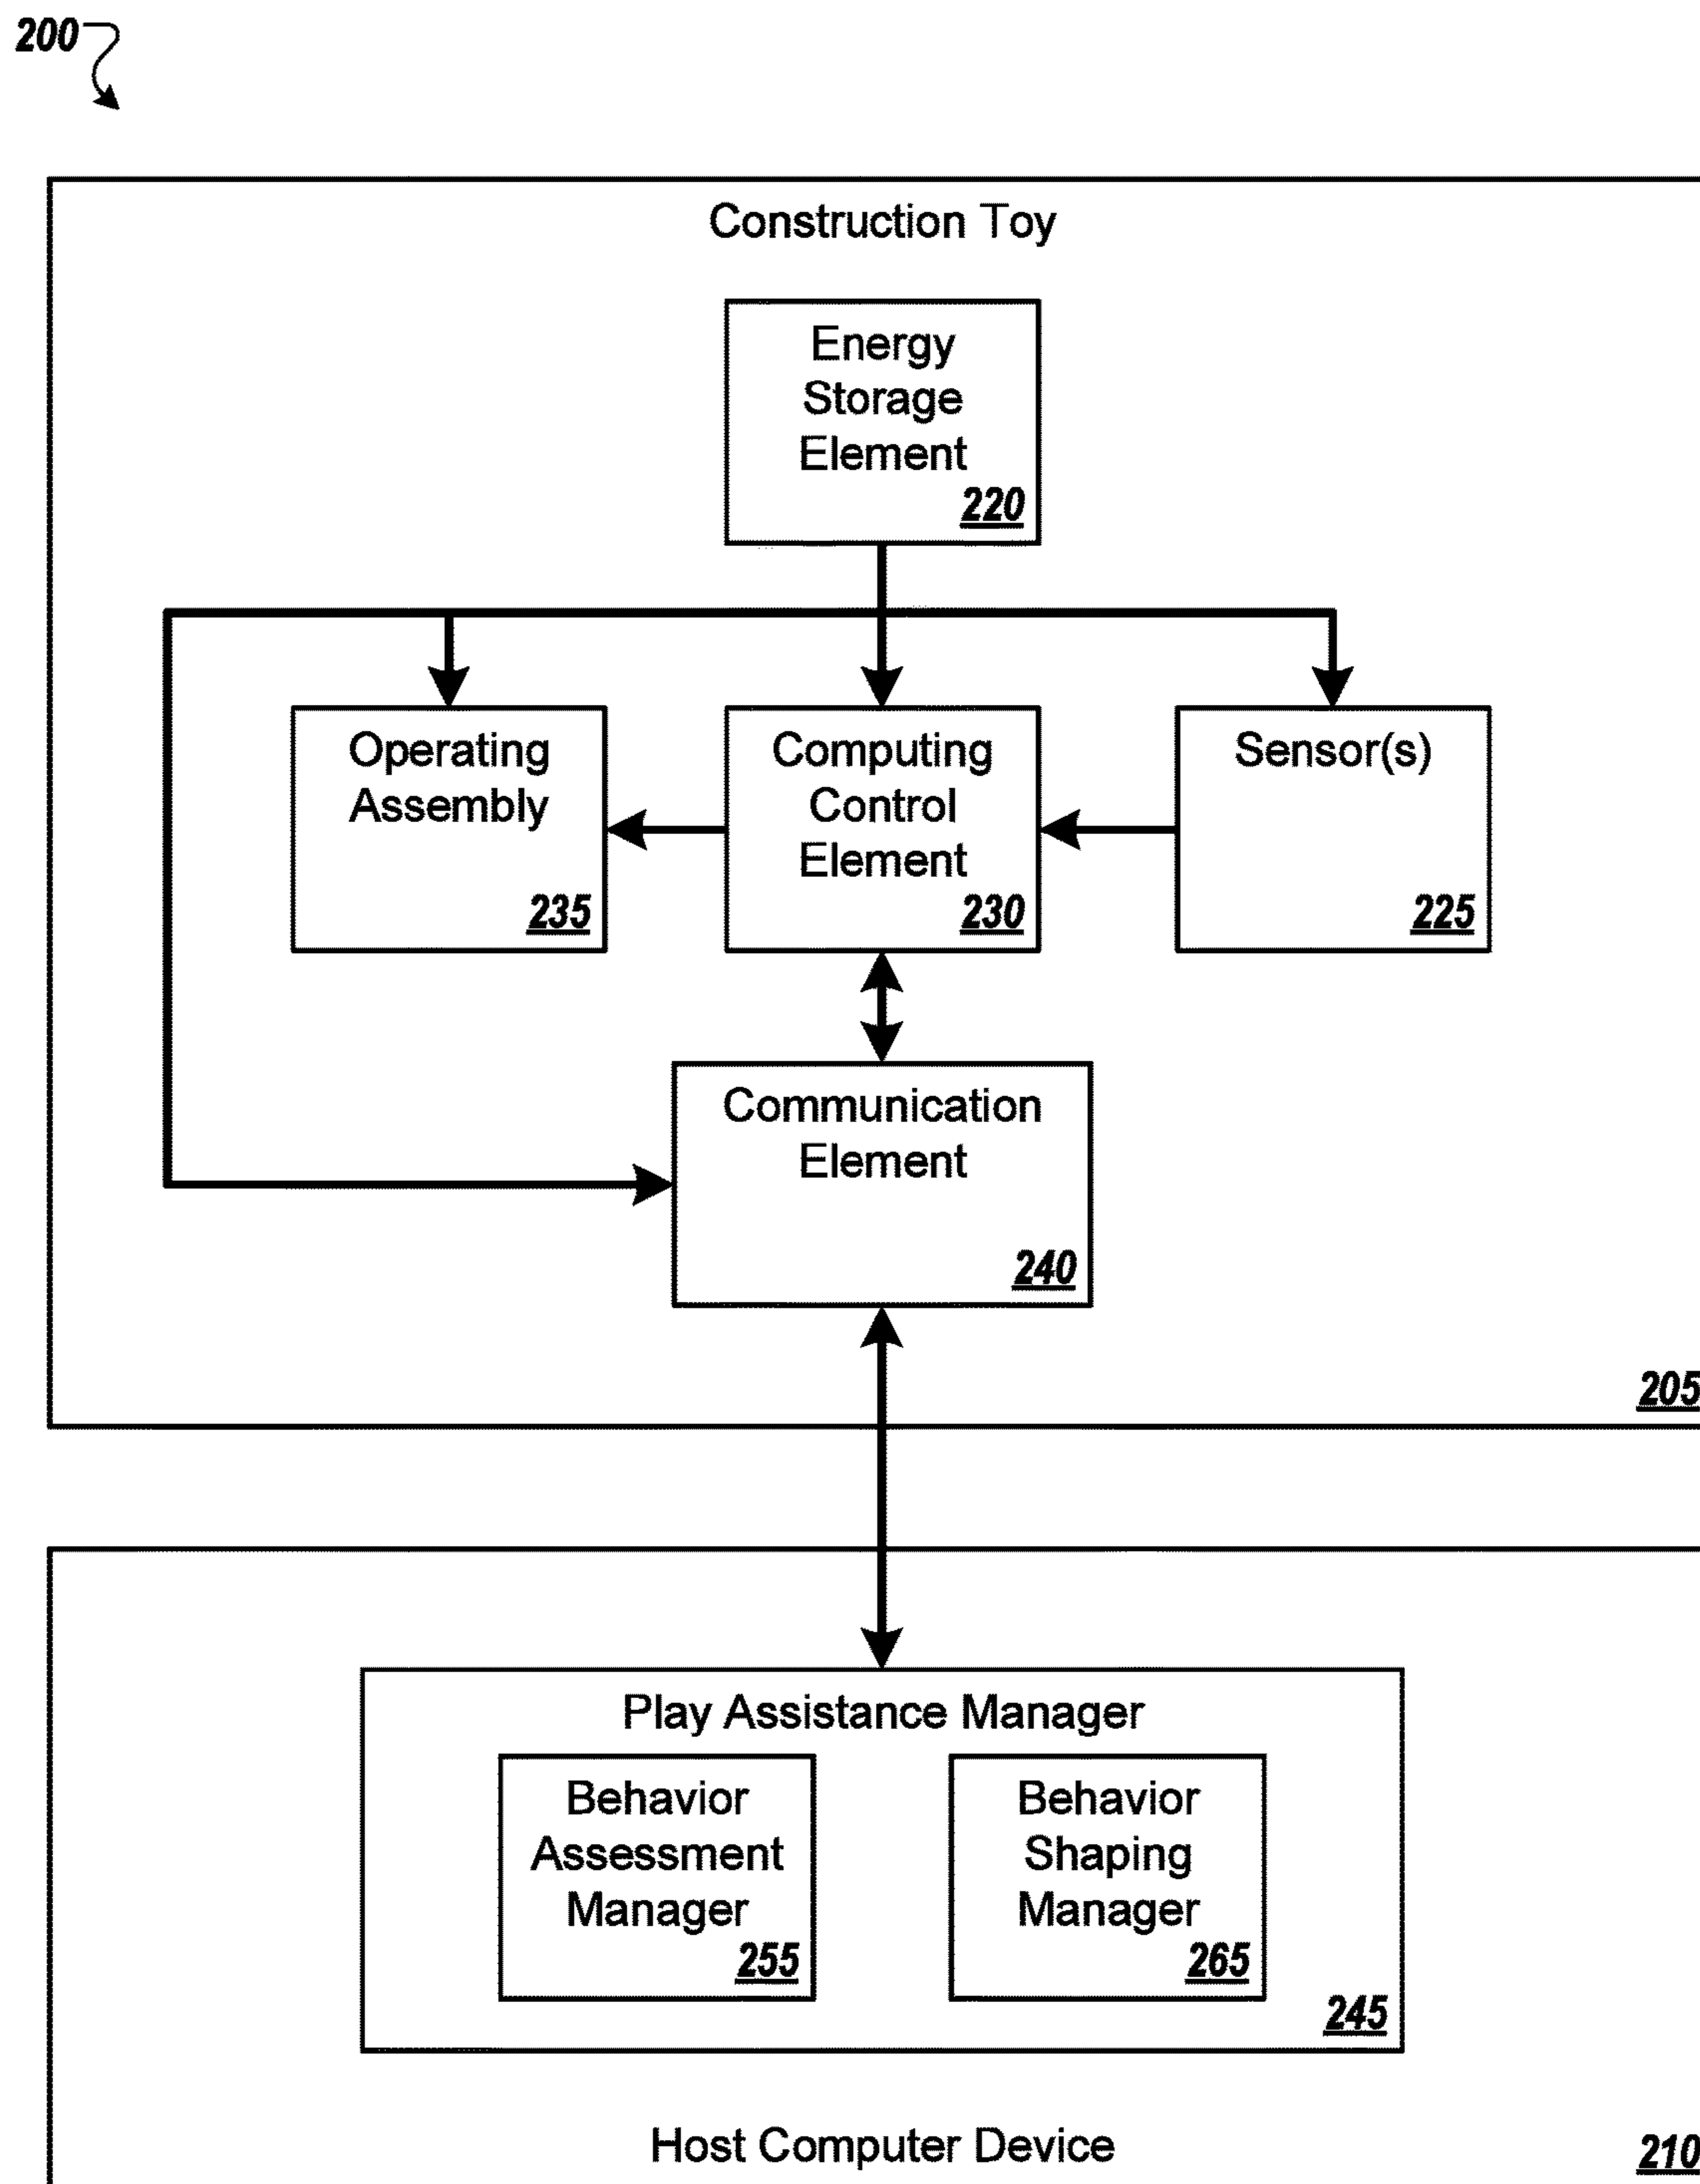 200
Construction Toy
Energy
Storage
Element
220
Operating
Assembly
235
Computing
Control
Element
230
Sensor(s)
225
Communication
Element
240
205
Play Assistance Manager
Behavior
Assessment
Manager
255
Behavior
Shaping
Manager
265
245
Host Computer Device
210